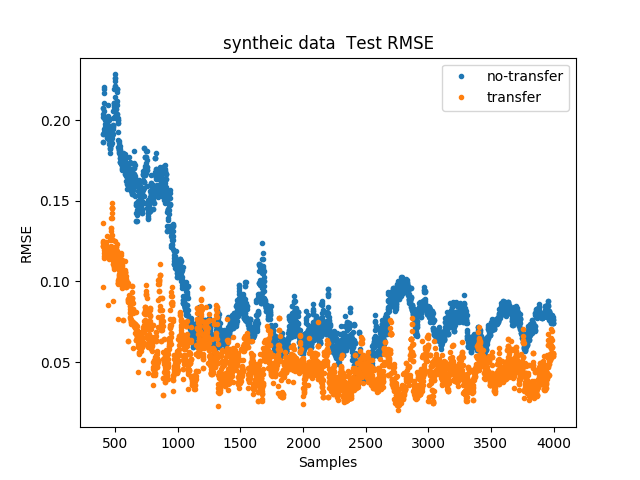 syntheic data  Test RMSE
no-transfer
transfer
RMSE
0.20
0.15
0.10
0.05
500 1000 1500 2000 2500 3000 3500 4000
Samples